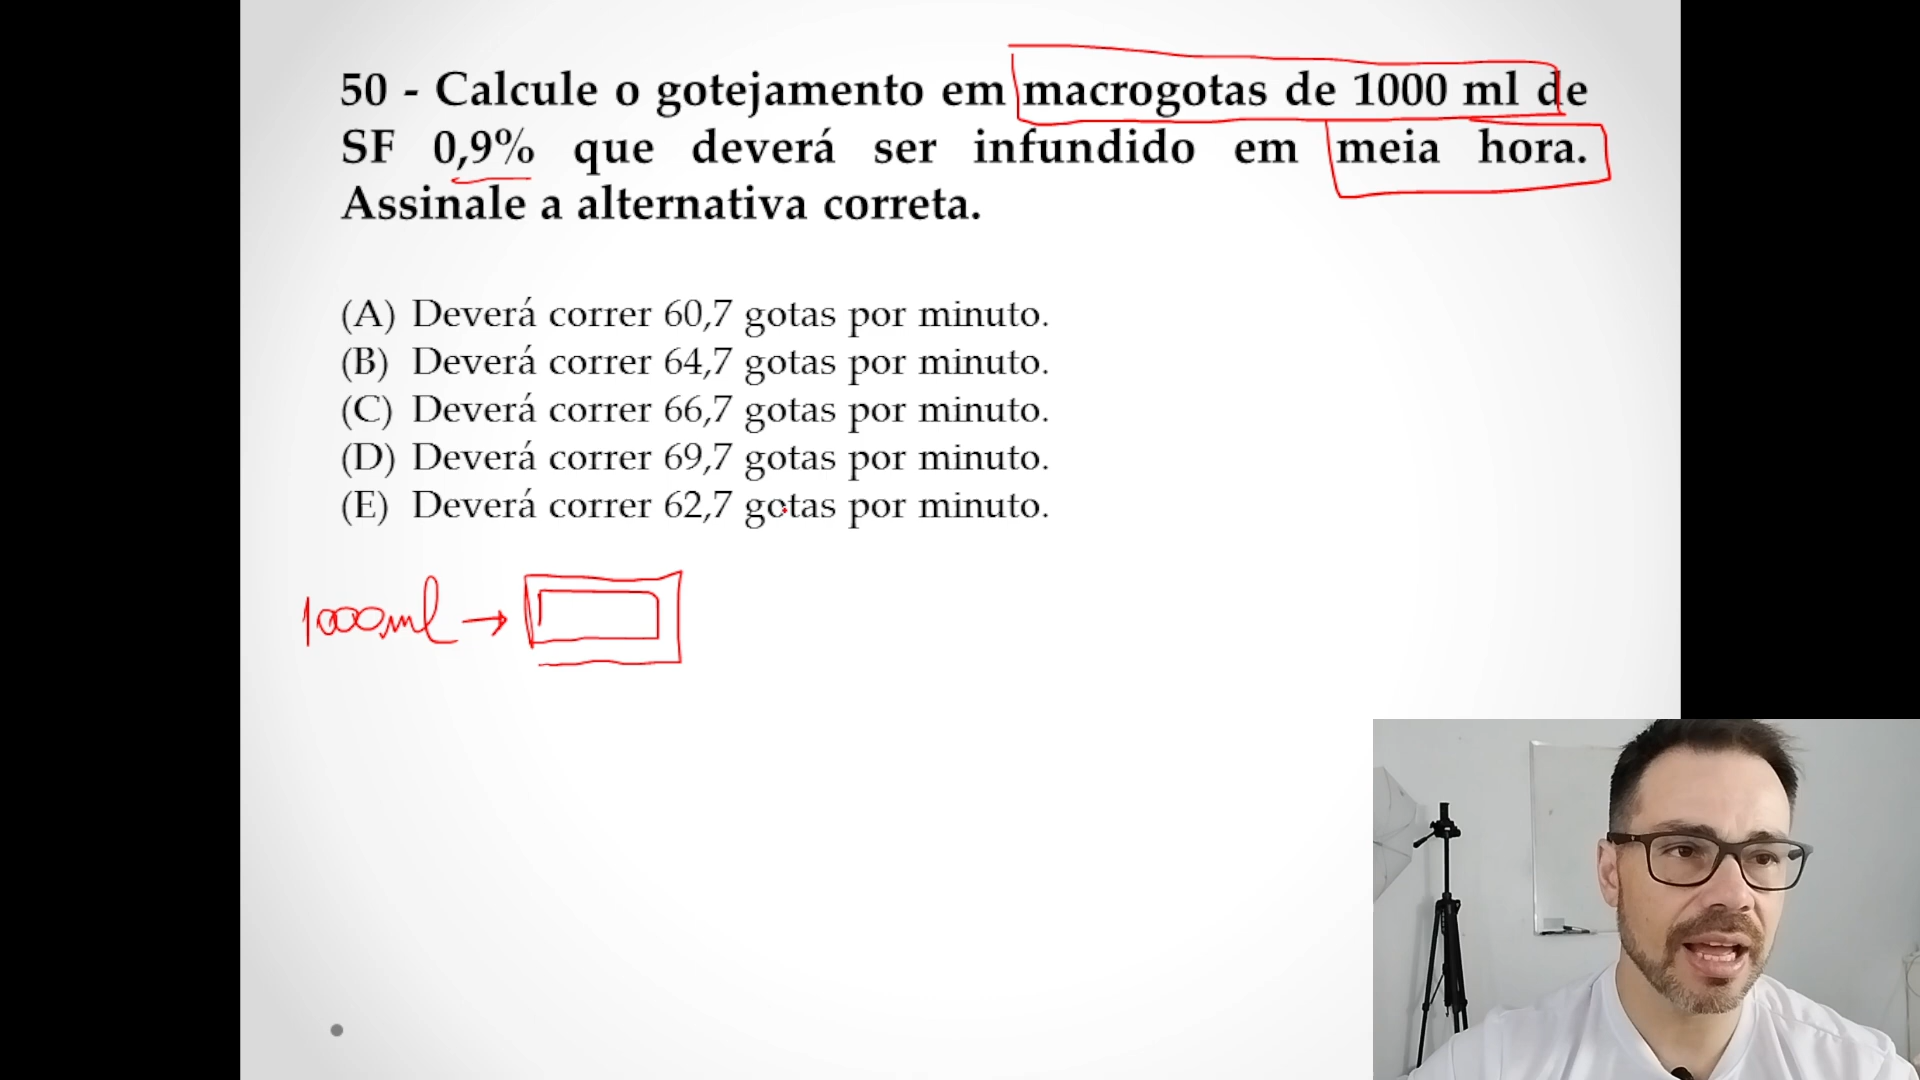 50 - Calcule o gotejamento em macrogotas de 1000 ml de
SF 0,9% que deverá ser infundido em meia hora.
Assinale a alternativa correta.
(A) Deverá correr 60,7 gotas por minuto.
(B) Deverá correr 64,7 gotas por minuto.
(C) Deverá correr 66,7 gotas por minuto.
(D) Deverá correr 69,7 gotas por minuto.
(E) Deverá correr 62,7 gotas por minuto.
1000ml →